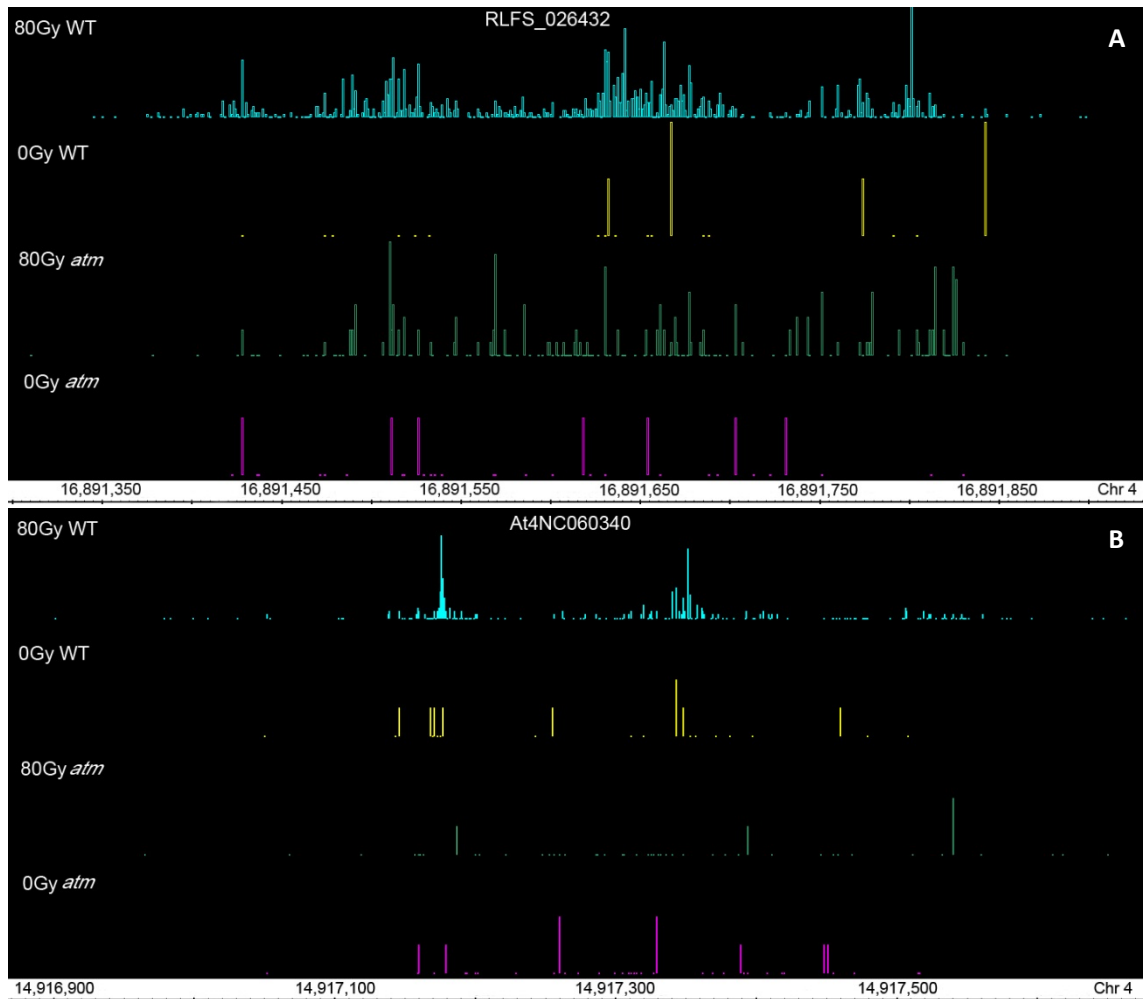 RLFS_026432
A
80Gy WT
0Gy WT
80Gy atm
0Gy atm
16,891,350 16,891,450 16,891,550 16,891,650 16,891,750 16,891,850 Chr 4
At4NC060340
B
80Gy WT
0Gy WT
80Gy atm
0Gy atm
14,916,900 14,917,100 14,917,300 14,917,500 Chr 4